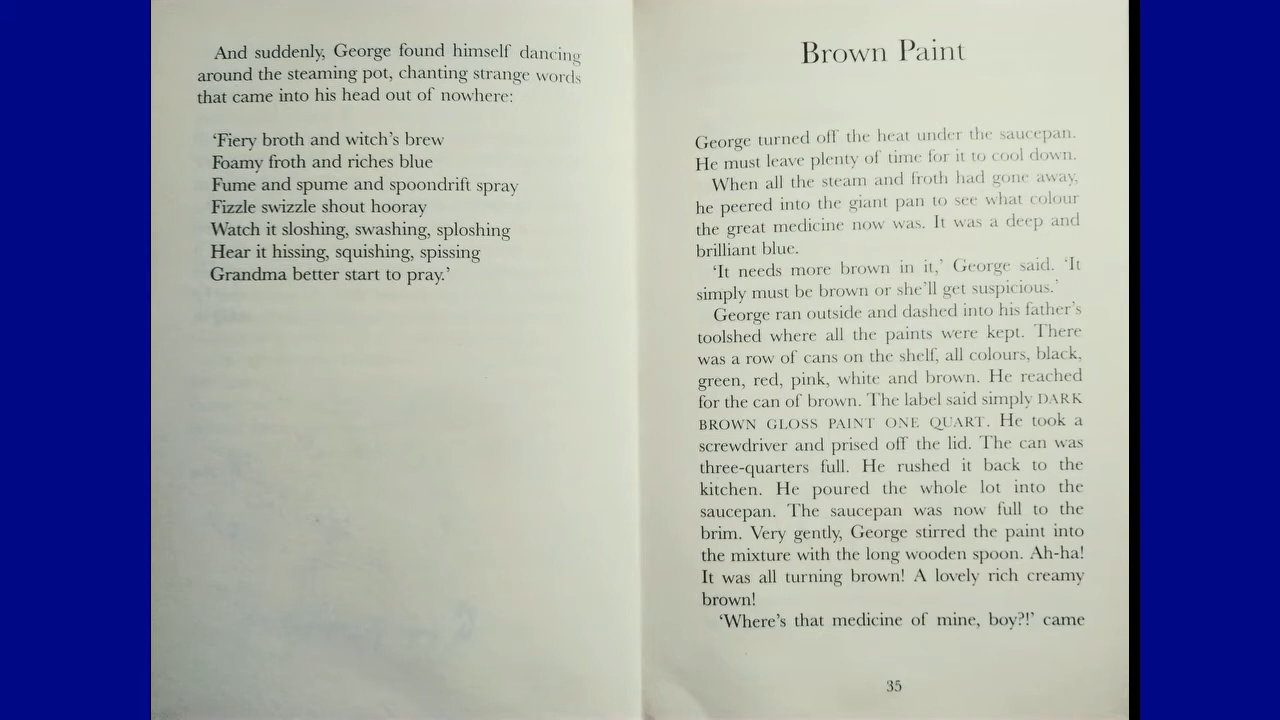 And suddenly, George found himself dancing
around the steaming pot, chanting strange words
that came into his head out of nowhere:
‘Fiery broth and witch’s brew
Foamy froth and riches blue
Fume and spume and spoondrift spray
Fizzle swizzle shout hooray
Watch it sloshing, swashing, sploshing
Hear it hissing, squishing, spissing
Grandma better start to pray.’
Brown Paint
George turned off the heat under the saucepan.
He must leave plenty of time for it to cool down.
When all the steam and froth had gone away,
he peered into the giant pan to see what colour
the great medicine now was. It was a deep and
brilliant blue.
‘It needs more brown in it,’ George said. ‘It
simply must be brown or she’ll get suspicious.’
George ran outside and dashed into his father’s
toolshed where all the paints were kept. There
was a row of cans on the shelf, all colours, black,
green, red, pink, white and brown. He reached
for the can of brown. The label said simply DARK
BROWN GLOSS PAINT ONE QUART. He took a
screwdriver and prised off the lid. The can was
three-quarters full. He rushed it back to the
kitchen. He poured the whole lot into the
saucepan. The saucepan was now full to the
brim. Very gently, George stirred the paint into
the mixture with the long wooden spoon. Ah-ha!
It was all turning brown! A lovely rich creamy
brown!
‘Where’s that medicine of mine, boy?!’ came
35